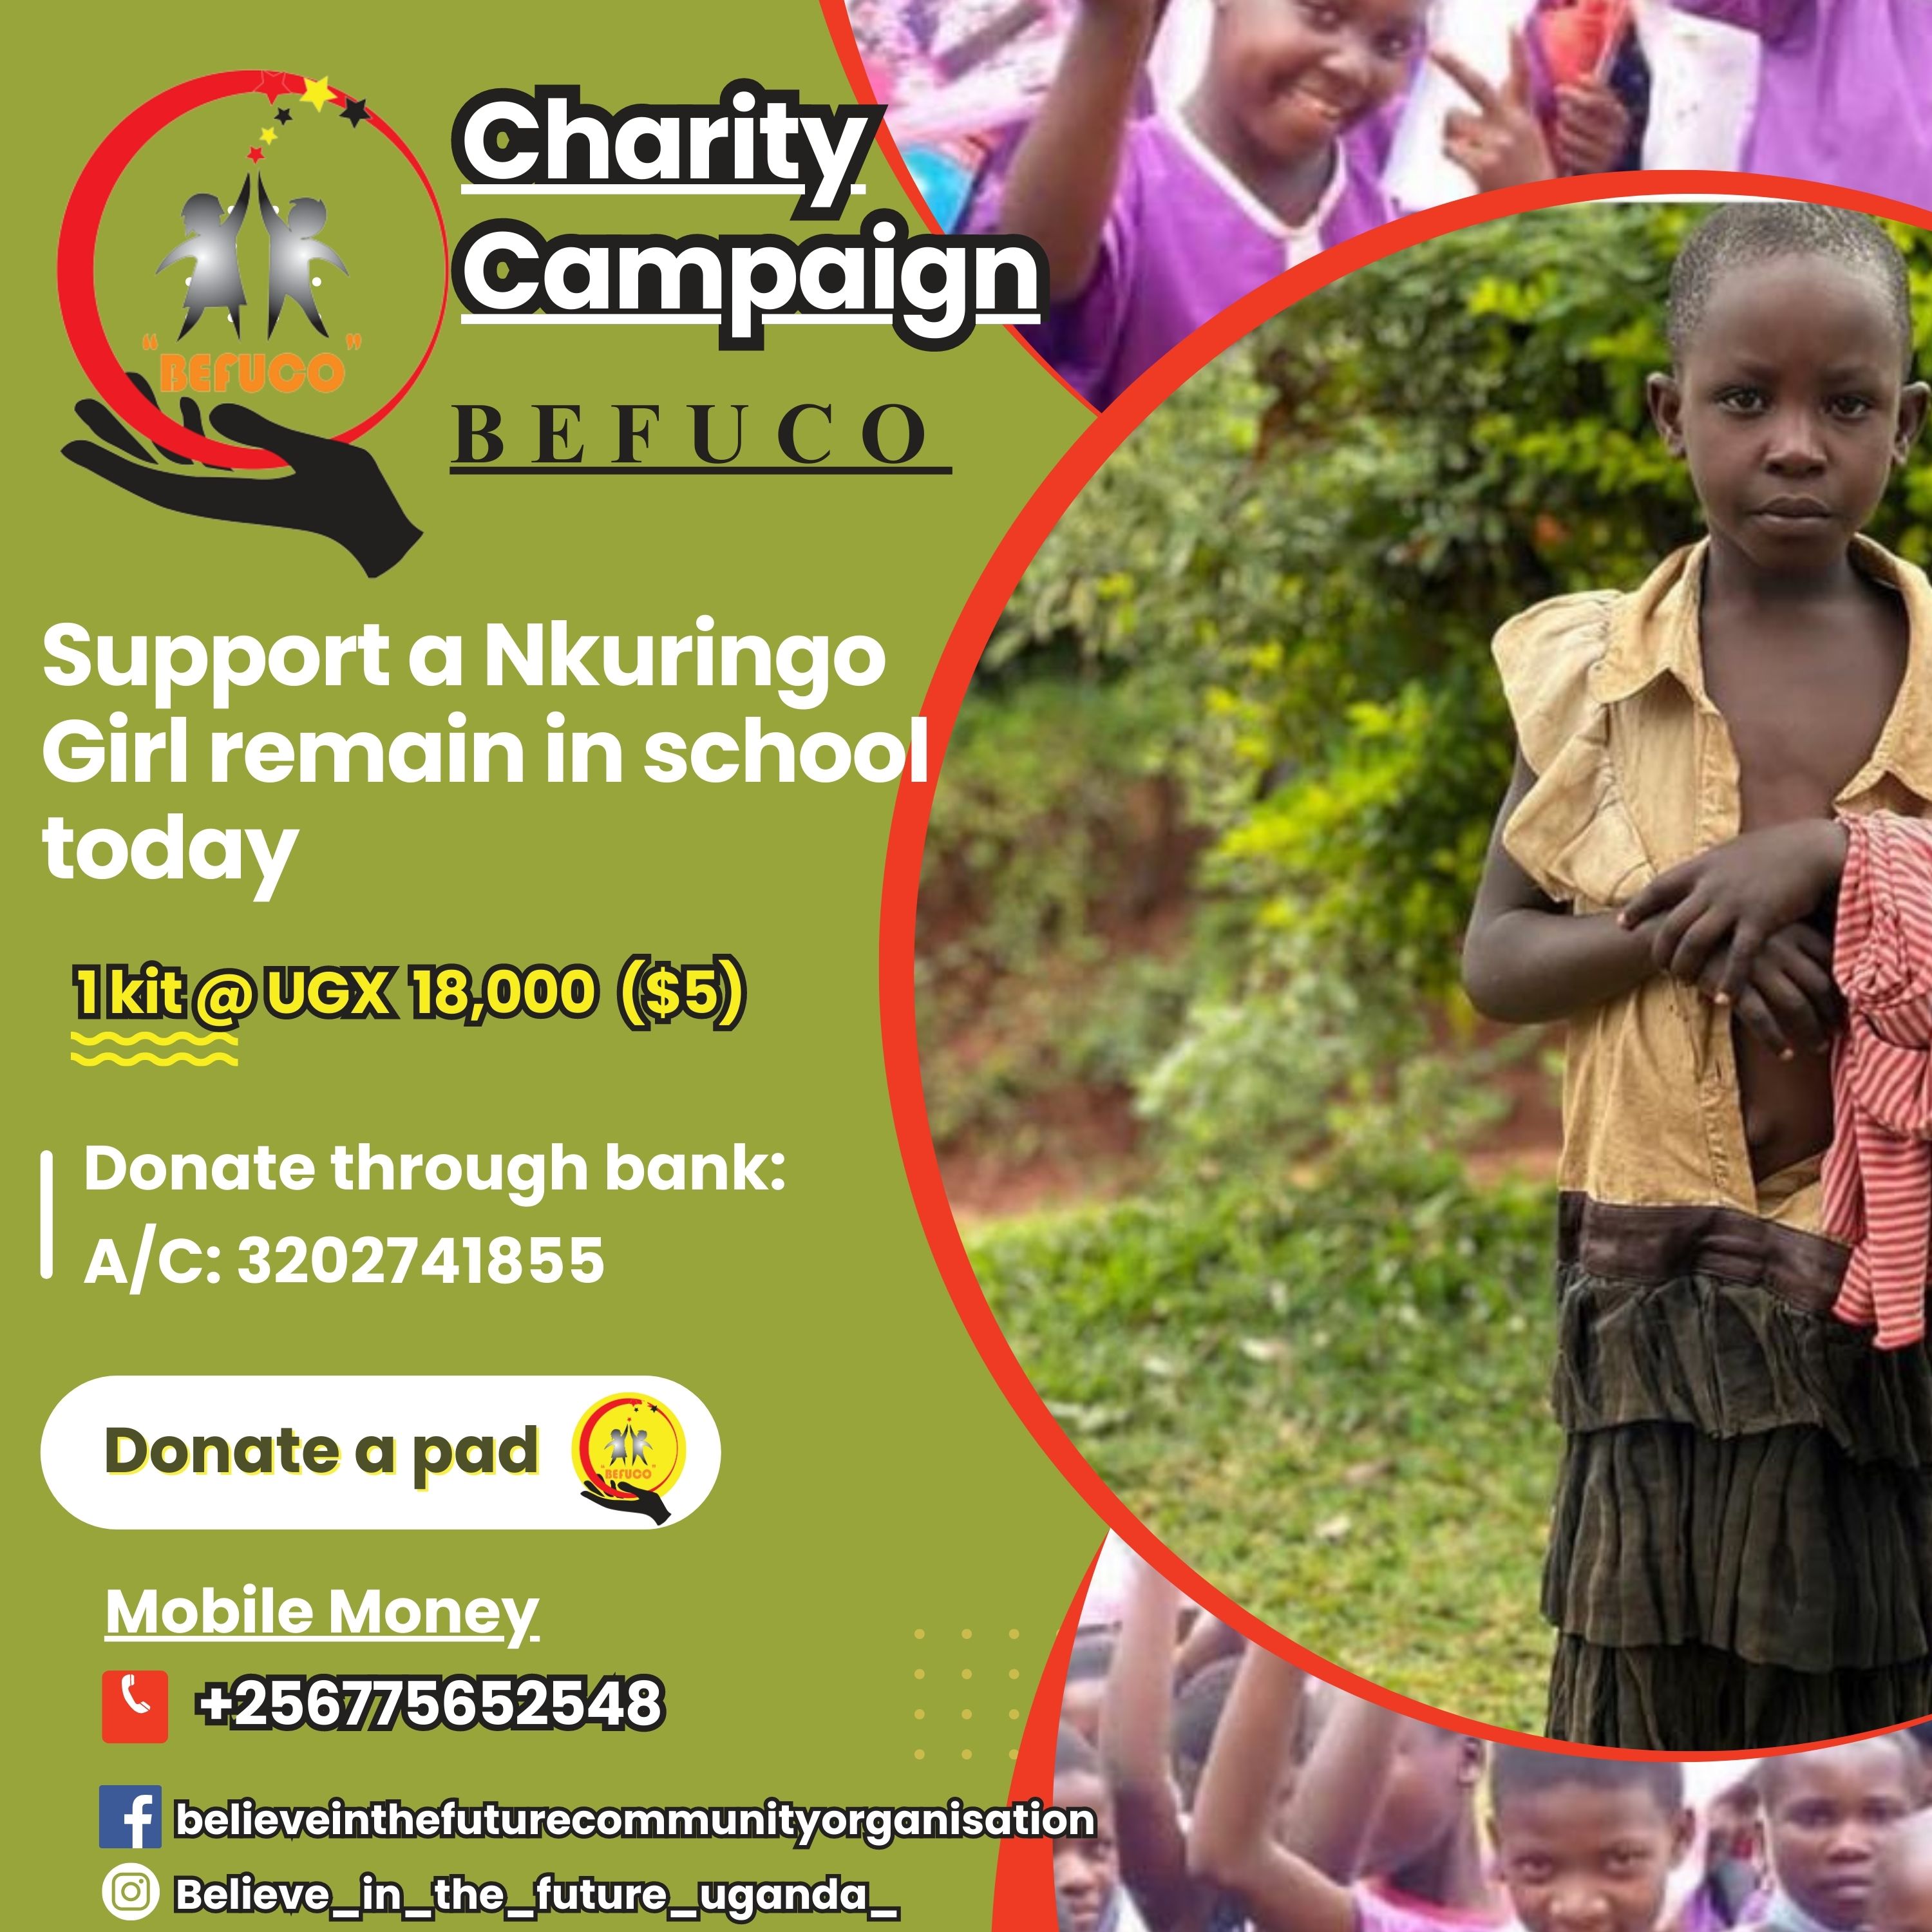 Charity
Campaign
"BEFUCO"
BEFUCO
Support a Nkuringo
Girl remain in school
today
1 kit @ UGX 18,000 ($5)
Donate through bank:
A/C: 3202741855
Donate a pad
"BEFUCO"
Mobile Money
+256775652548
believeinthefuturecommunityorganisation
Believe_in_the_future_uganda_